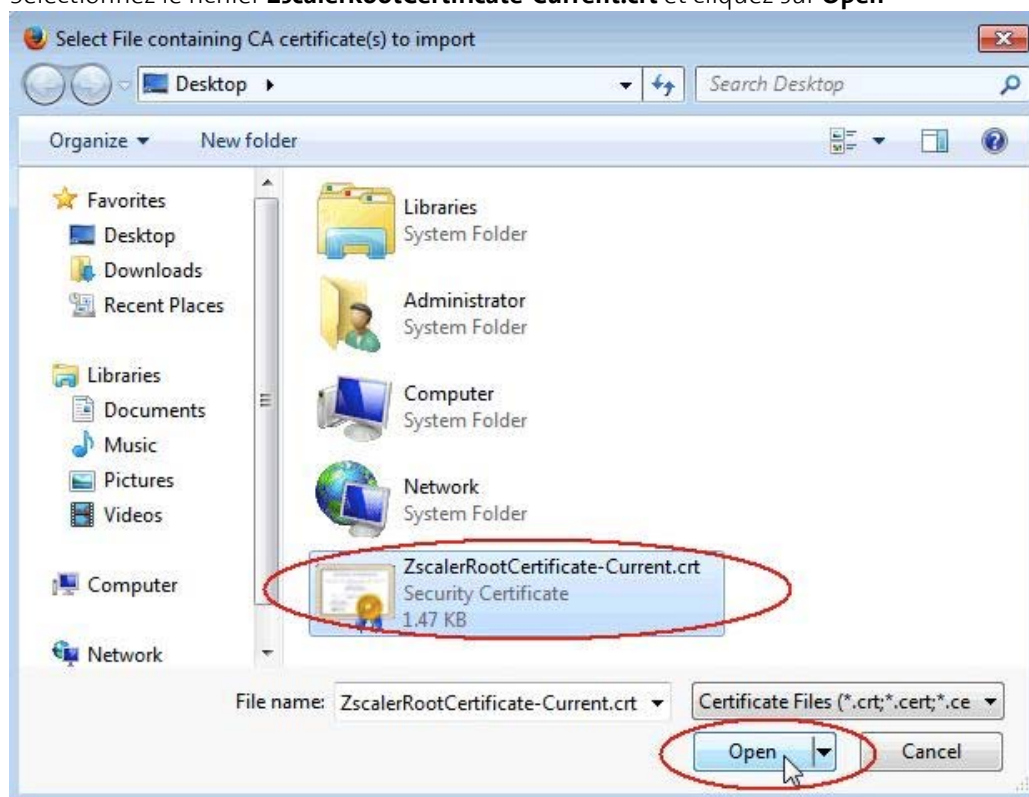 Sélectionnez le fichier ZscalerRootCertificate-Current.crt et cliquez sur Open
Select File containing CA certificate(s) to import
Desktop
Search Desktop
Organize
New folder
Favorites
Desktop
Downloads
Recent Places
Libraries
Documents
Music
Pictures
Videos
Computer
Network
Libraries
System Folder
Administrator
System Folder
Computer
System Folder
Network
System Folder
ZscalerRootCertificate-Current.crt
Security Certificate
1.47 KB
File name:
ZscalerRootCertificate-Current.crt
Certificate Files (*.crt;*.cert;*.ce
Open
Cancel